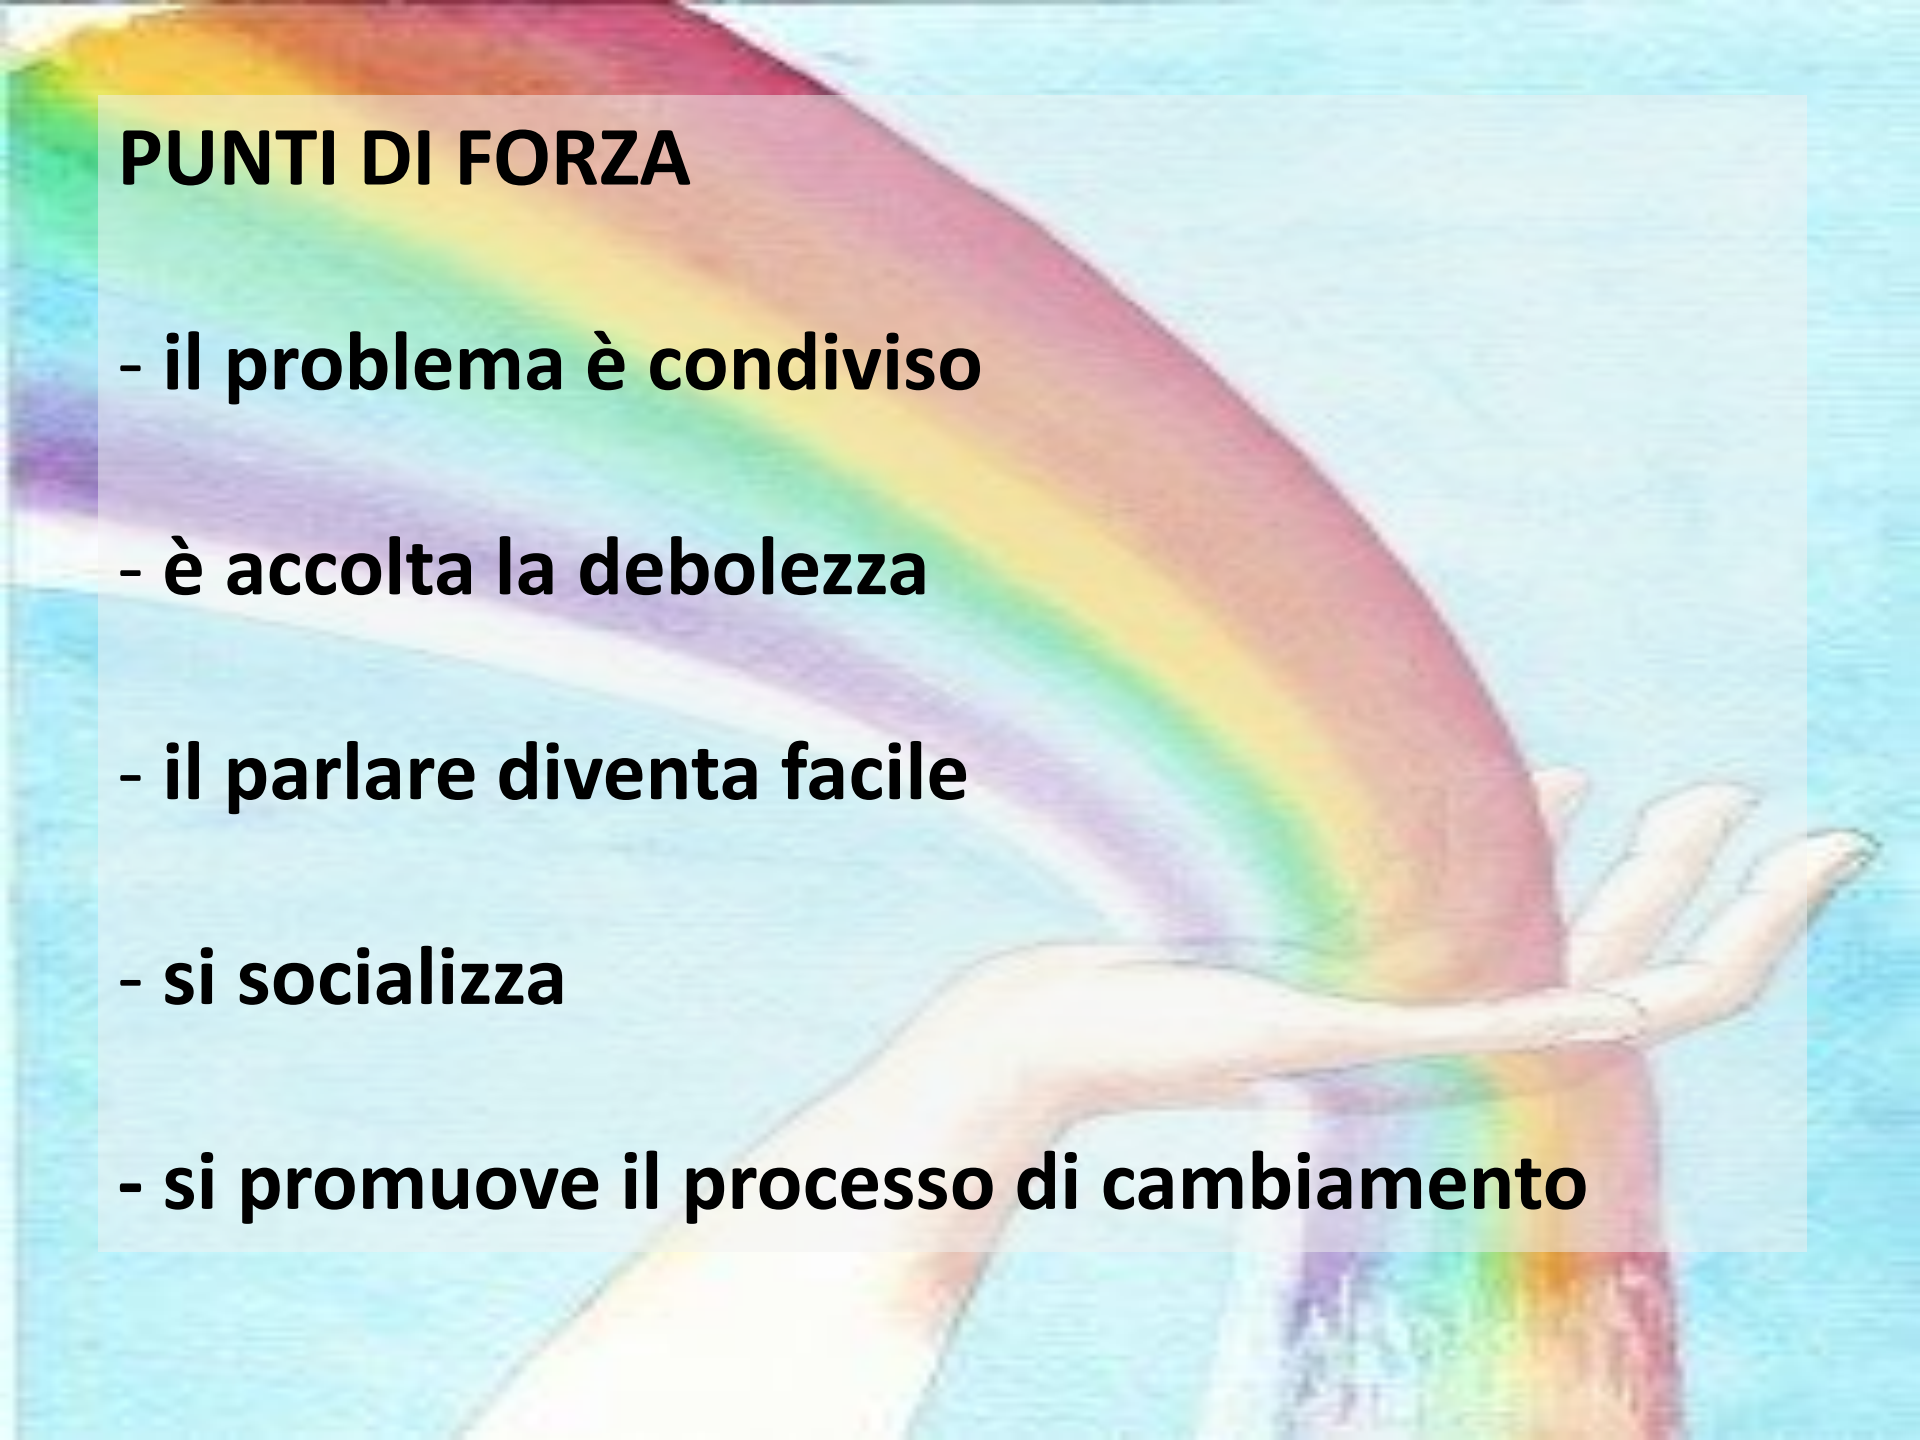 PUNTI DI FORZA
- il problema è condiviso
- è accolta la debolezza
- il parlare diventa facile
- si socializza
- si promuove il processo di cambiamento